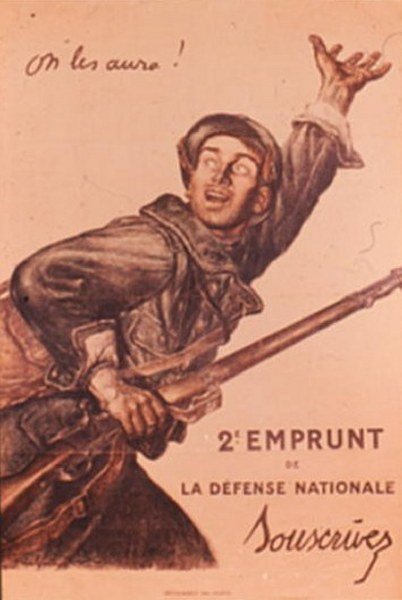 On les aura !
2E EMPRUNT
DE
LA DÉFENSE NATIONALE
Souscrivez